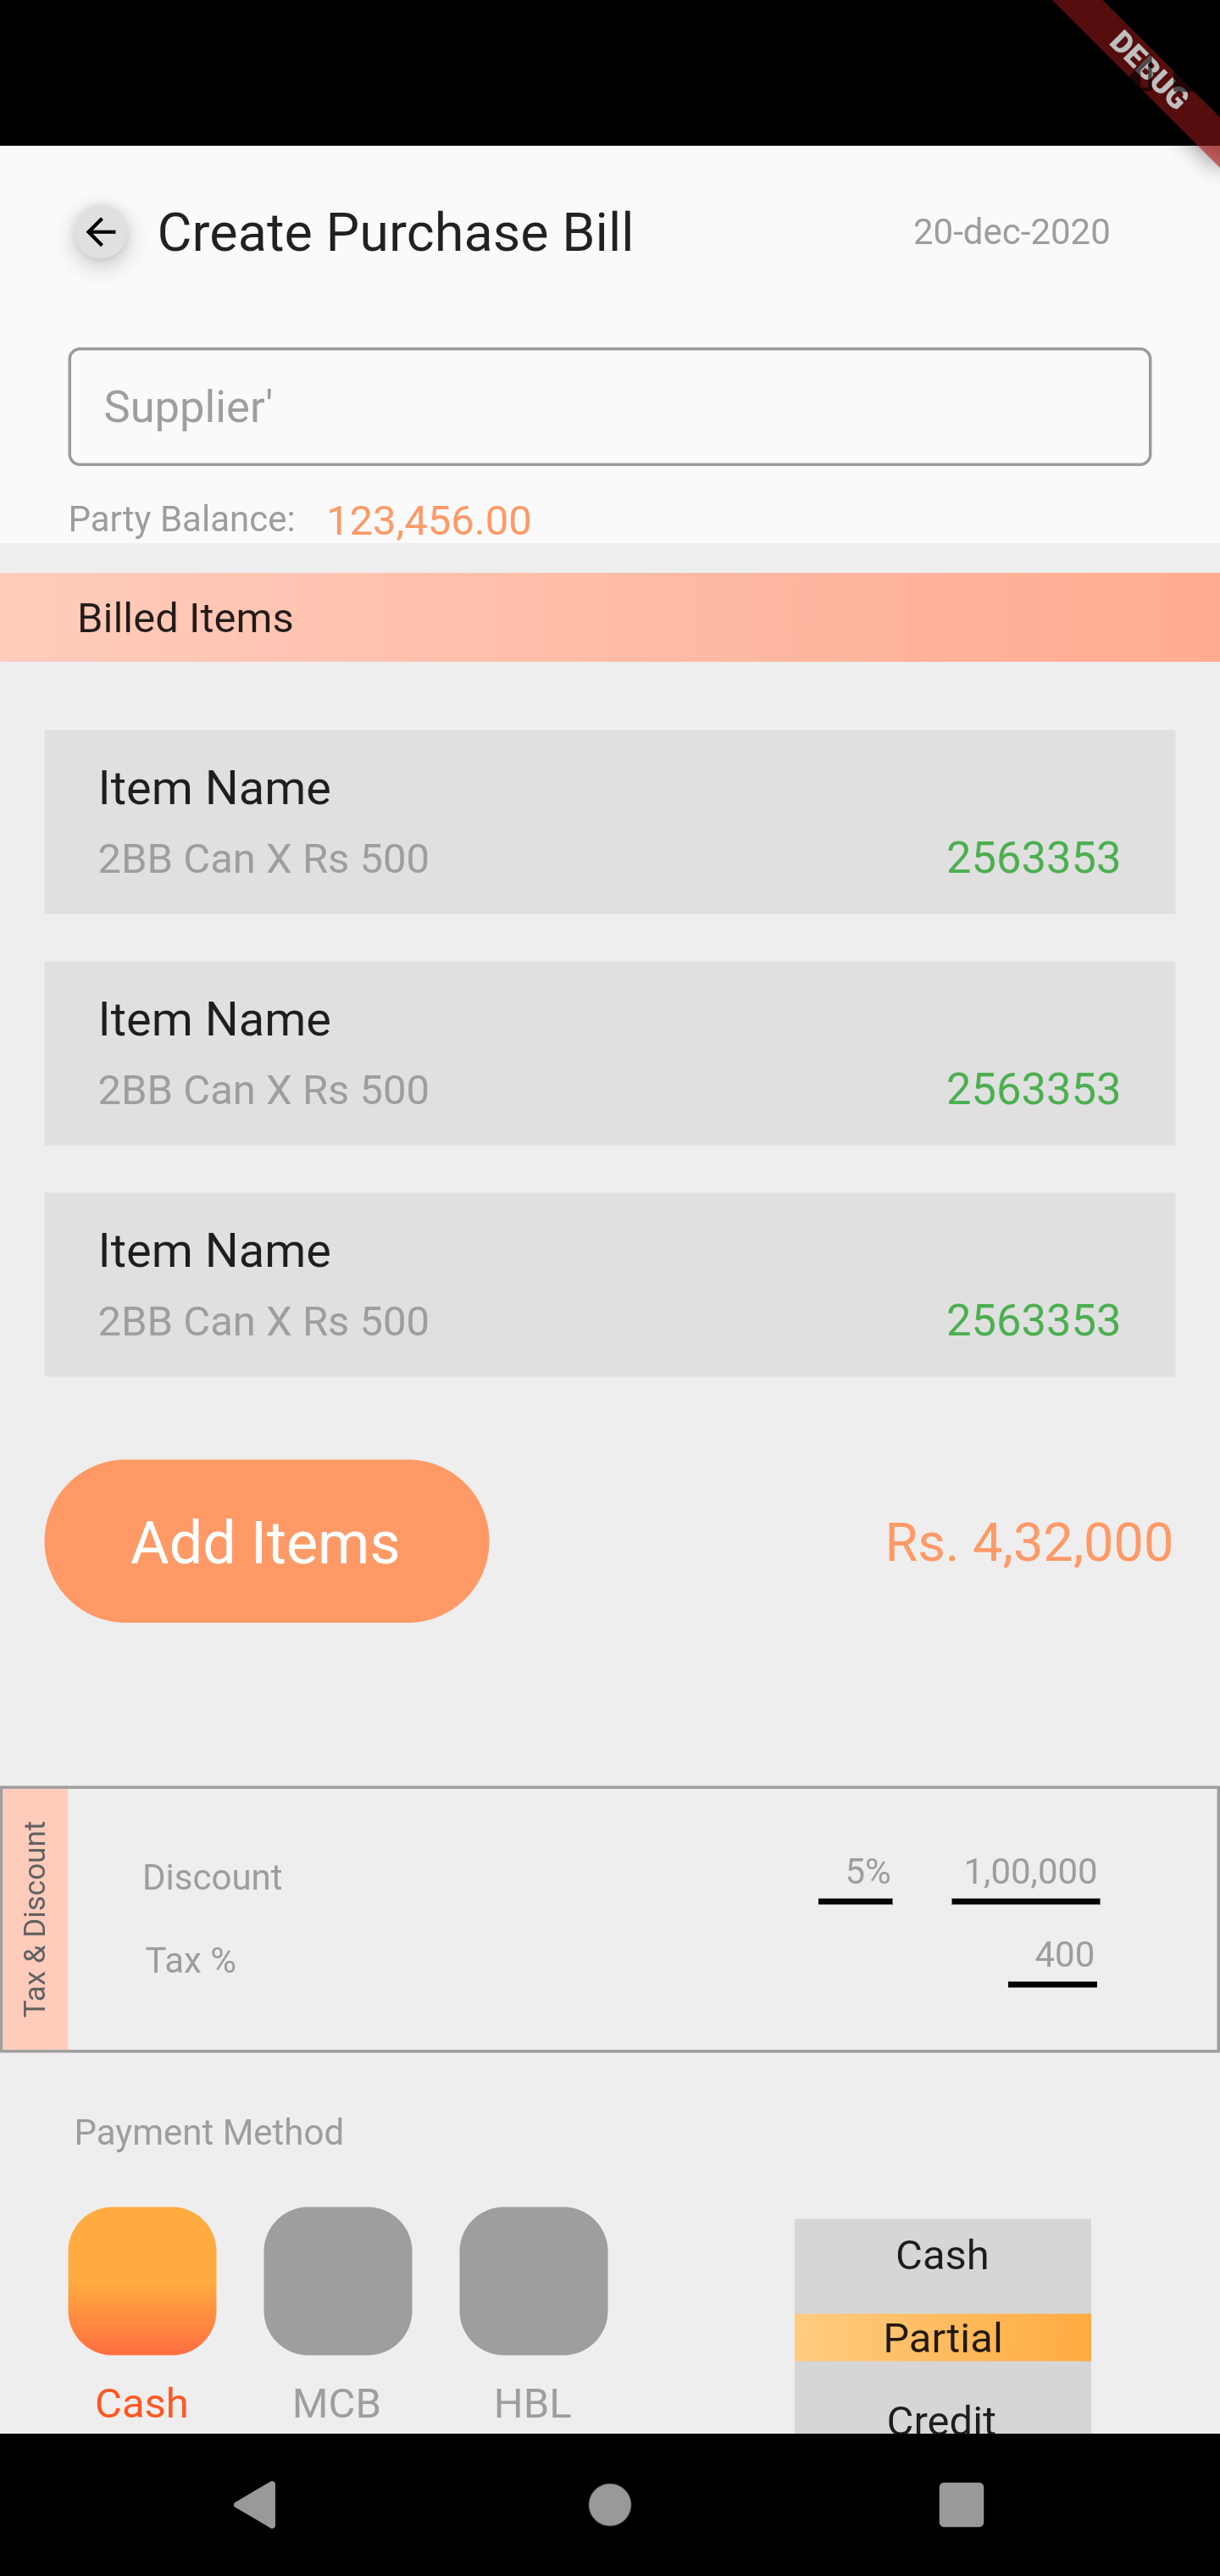 DEBUG
Create Purchase Bill 20-dec-2020
Supplier'
Party Balance: 123,456.00
Billed Items
Item Name
2BB Can X Rs 500 2563353
Item Name
2BB Can X Rs 500 2563353
Item Name
2BB Can X Rs 500 2563353
Add Items Rs. 4,32,000
Tax & Discount
Discount 5% 1,00,000
Tax % 400
Payment Method
Cash
Partial
Cash MCB HBL
Credit